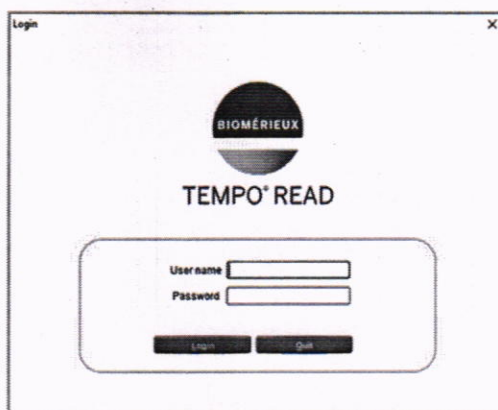 Login X
BIOMÉRIEUX
TEMPO® READ
User name
Password
Login Quit